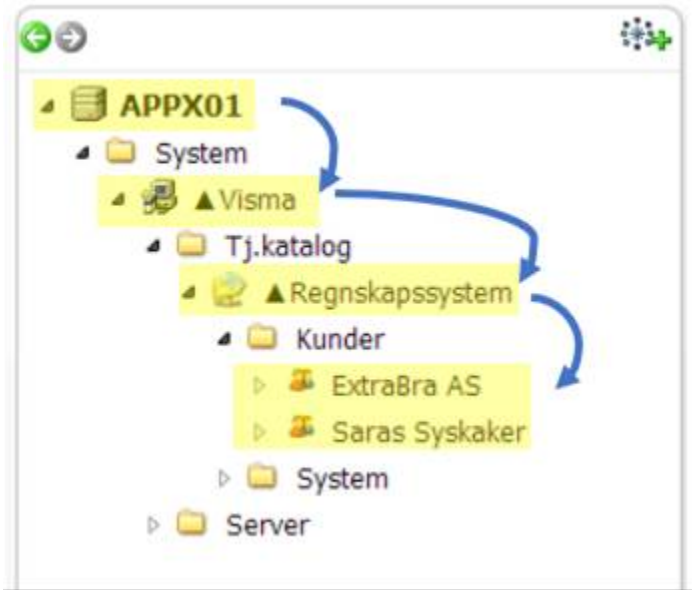 APPX01
System
▲Visma
Tj.katalog
▲Regnskapssystem
Kunder
ExtraBra AS
Saras Syskaker
System
Server